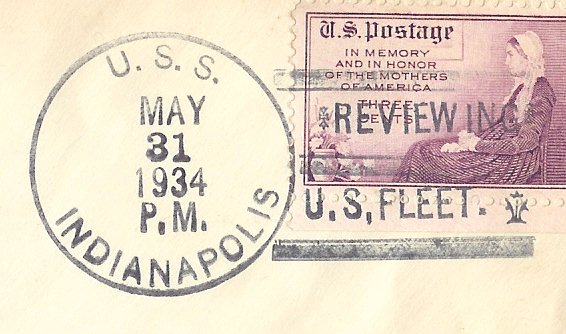 U. S. S.
MAY
31
1934
P.M.
INDIANAPOLIS
U.S. Postage
IN MEMORY
AND IN HONOR
OF THE MOTHERS
OF AMERICA
THREE
CENTS
REVIEWING
U.S, FLEET.